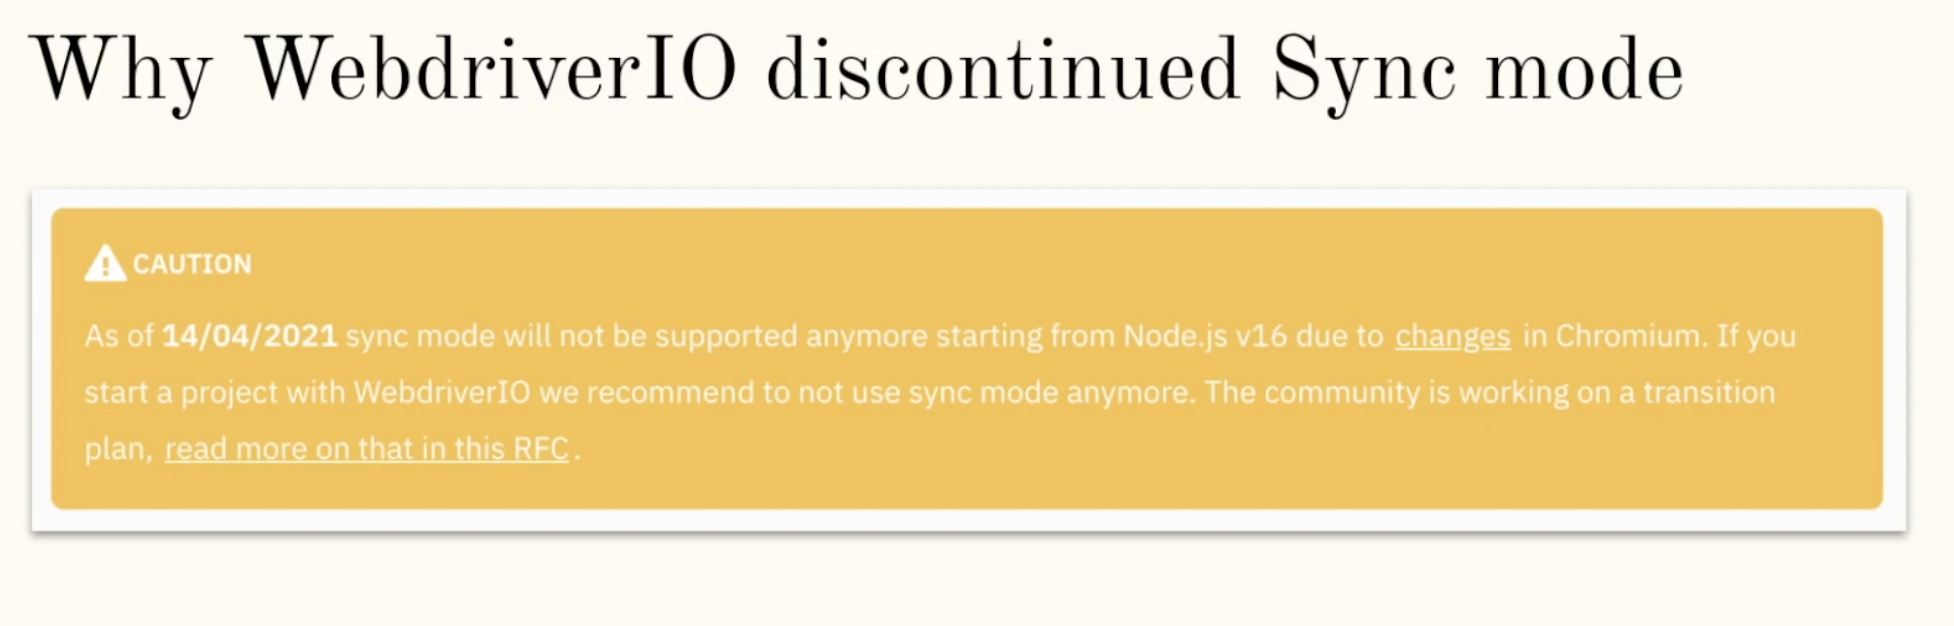 Why WebdriverIO discontinued Sync mode
CAUTION
As of 14/04/2021 sync mode will not be supported anymore starting from Node.js v16 due to changes in Chromium. If you
start a project with WebdriverIO we recommend to not use sync mode anymore. The community is working on a transition
plan, read more on that in this RFC.